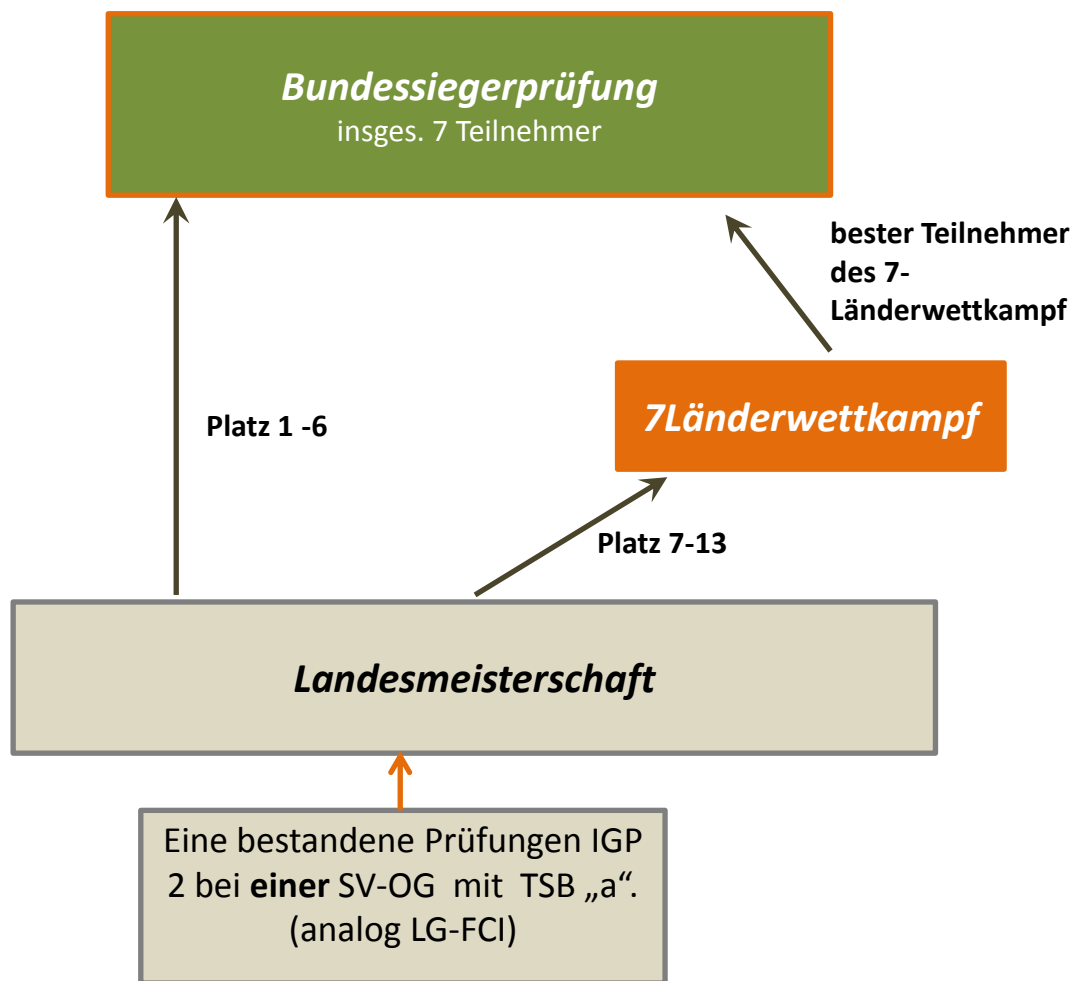 Bundessiegerprüfung
insges. 7 Teilnehmer
bester Teilnehmer
des 7-
Länderwettkampf
7Länderwettkampf
Platz 1 -6
Platz 7-13
Landesmeisterschaft
Eine bestandene Prüfungen IGP
2 bei einer SV-OG mit TSB „a“.
(analog LG-FCI)